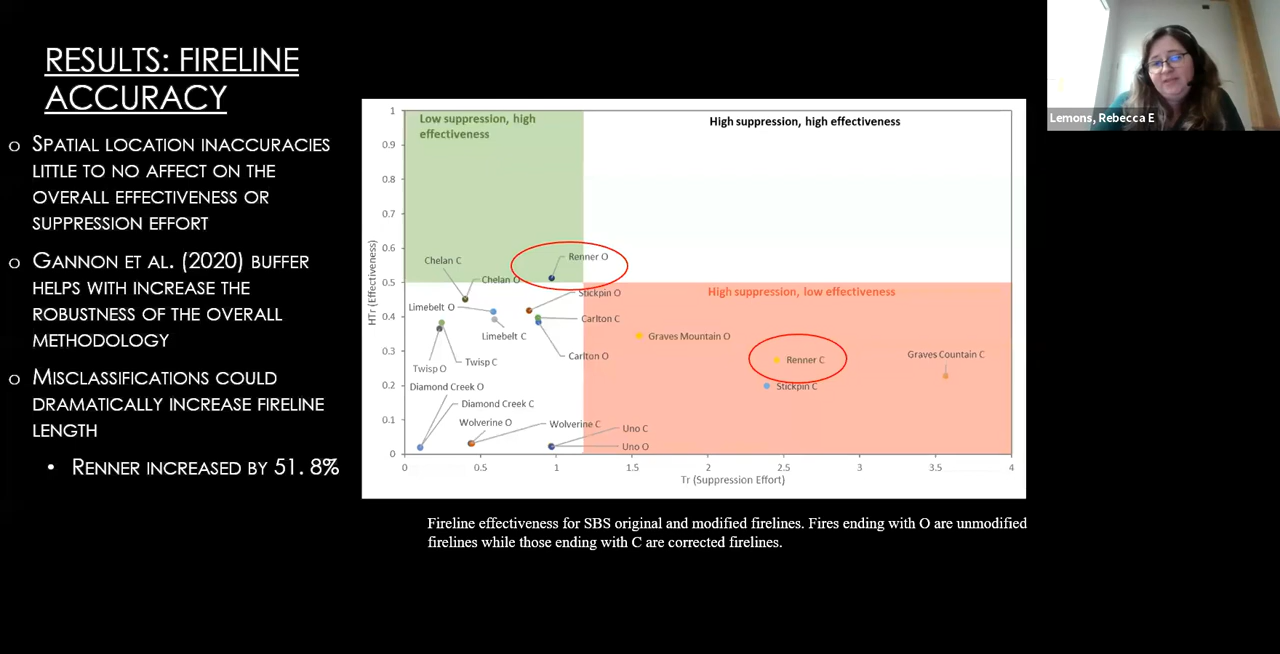 RESULTS: FIRELINE
ACCURACY
o SPATIAL LOCATION INACCURACIES
LITTLE TO NO AFFECT ON THE
OVERALL EFFECTIVENESS OR
SUPPRESSION EFFORT
o GANNON ET AL. (2020) BUFFER
HELPS WITH INCREASE THE
ROBUSTNESS OF THE OVERALL
METHODOLOGY
o MISCLASSIFICATIONS COULD
DRAMATICALLY INCREASE FIRELINE
LENGTH
• RENNER INCREASED BY 51.8%
Lemons, Rebecca E
Low suppression, high
effectiveness
High suppression, high effectiveness
High suppression, low effectiveness
HTr (Effectiveness)
1
0.9
0.8
0.7
0.6
0.5
0.4
0.3
0.2
0.1
0
Chelan C
Renner O
Chelan O
Stickpin O
Limebelt O
Carlton C
Limebelt C
Graves Mountain O
Carlton O
Renner C
Graves Countain C
Twisp C
Twisp O
Diamond Creek O
Stickpin C
Diamond Creek C
Wolverine O
Wolverine C
Uno C
Uno O
0 0.5 1 1.5 2 2.5 3 3.5 4
Tr (Suppression Effort)
Fireline effectiveness for SBS original and modified firelines. Fires ending with O are unmodified
firelines while those ending with C are corrected firelines.